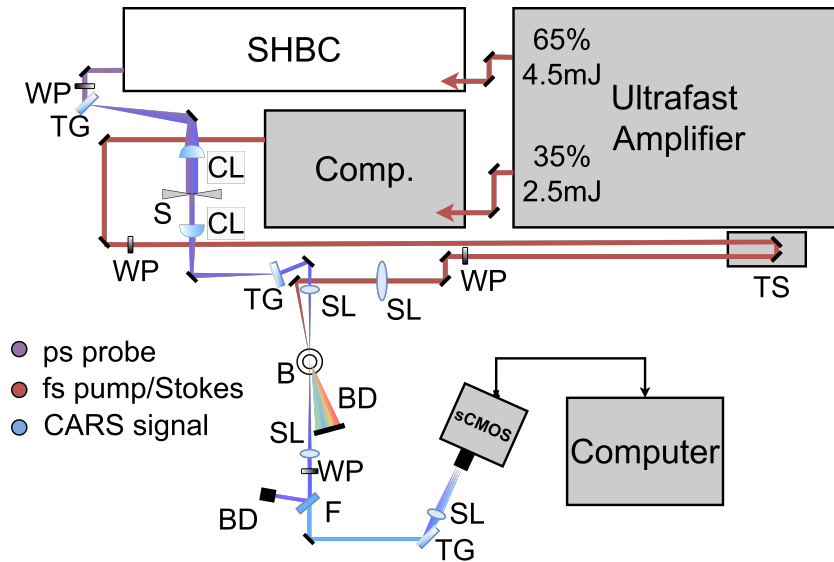 SHBC
65%
4.5mJ
Ultrafast
Amplifier
WP
TG
CL
Comp.
35%
2.5mJ
S
CL
WP
WP
TS
TG
SL
SL
ps probe
fs pump/Stokes
CARS signal
B
BD
SL
sCMOS
Computer
WP
BD
F
SL
TG